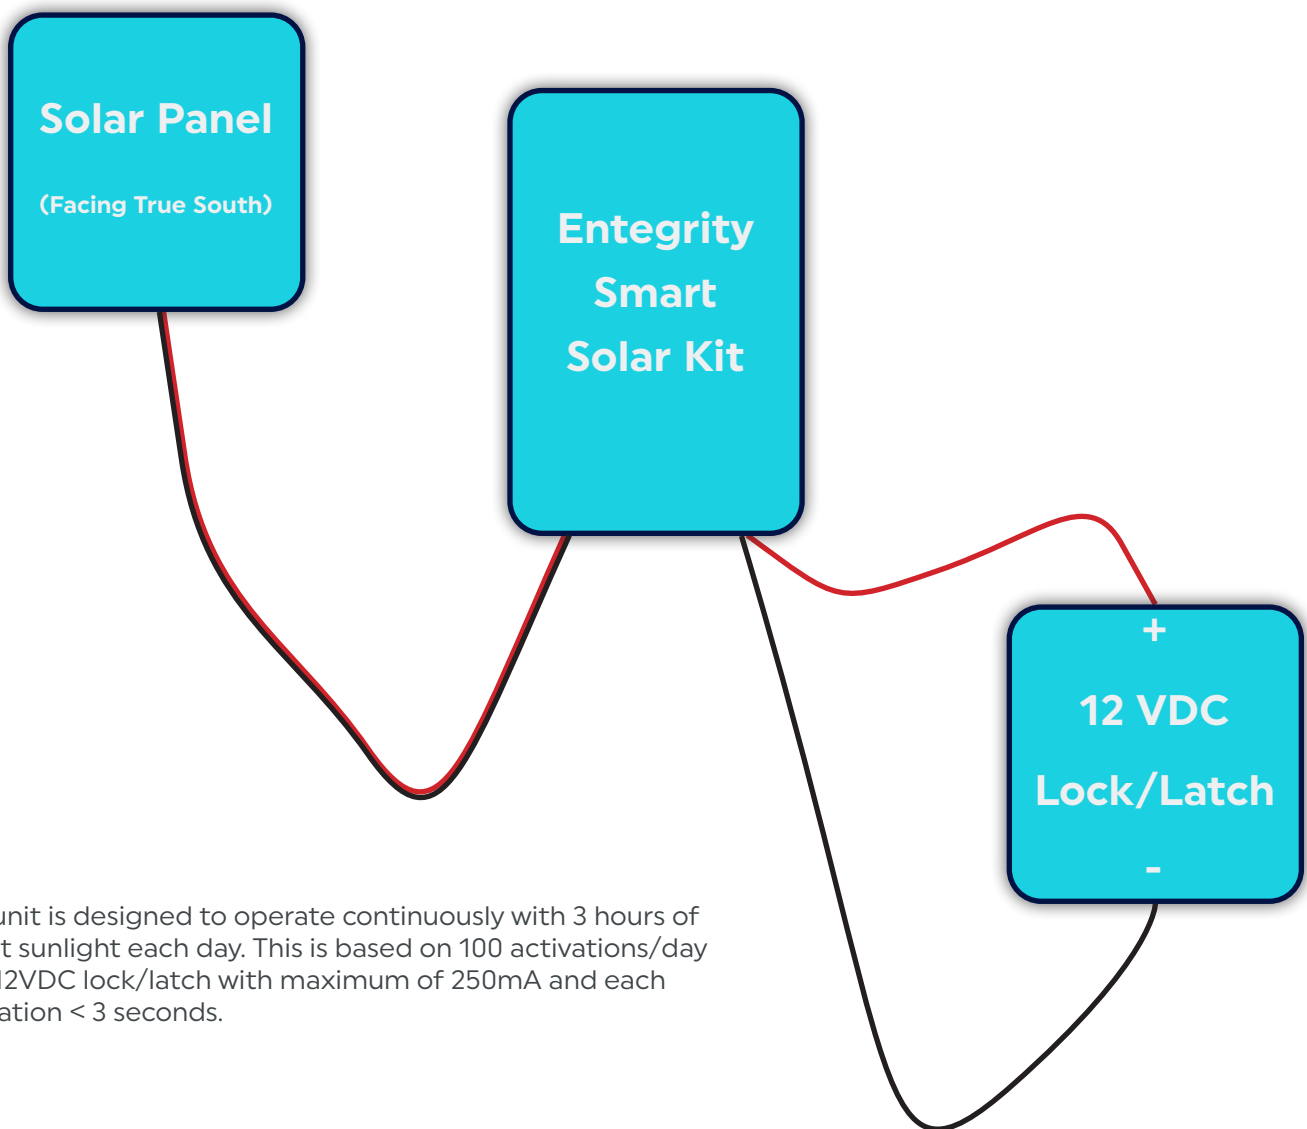 Solar Panel
(Facing True South)
Entegrity
Smart
Solar Kit
+
12 VDC
Lock/Latch
-
unit is designed to operate continuously with 3 hours of
t sunlight each day. This is based on 100 activations/day
12VDC lock/latch with maximum of 250mA and each
ation < 3 seconds.